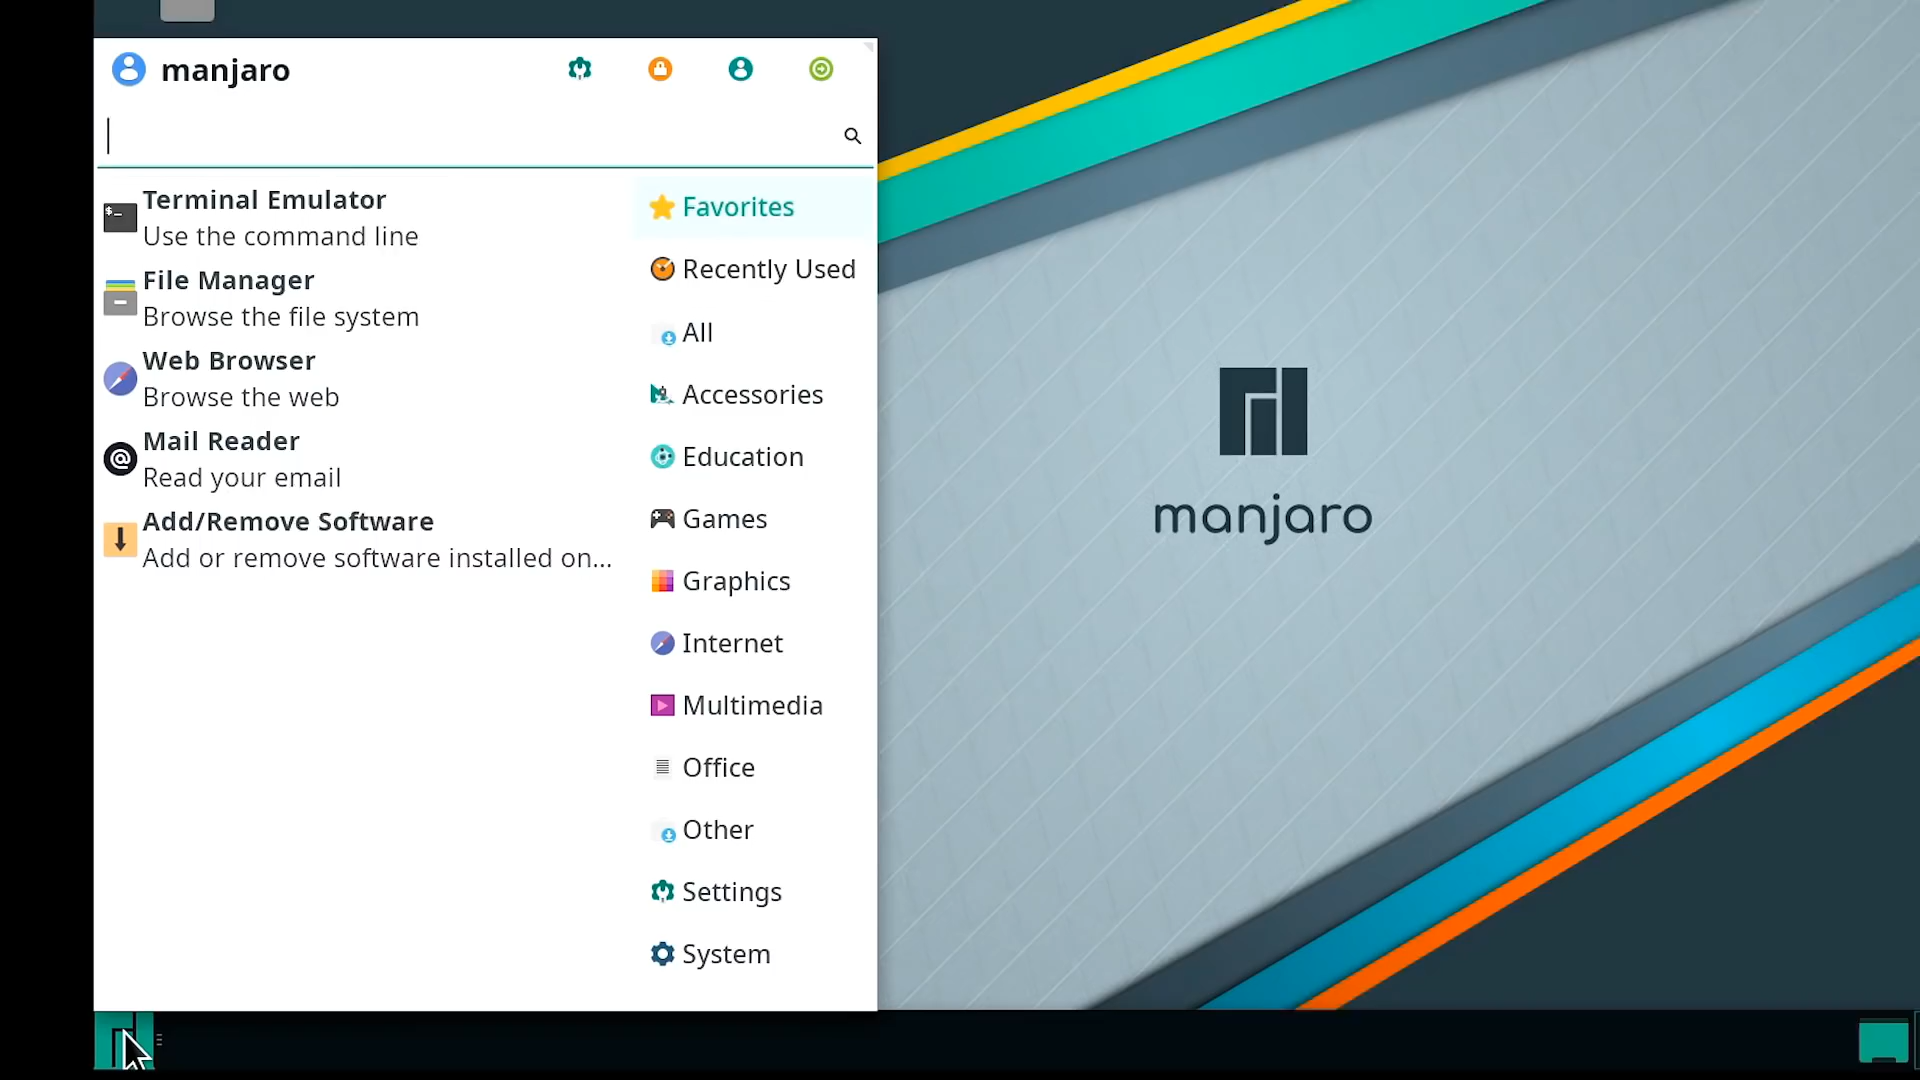 manjaro
Terminal Emulator
Use the command line
File Manager
Browse the file system
Web Browser
Browse the web
Mail Reader
Read your email
Add/Remove Software
Add or remove software installed on...
Favorites
Recently Used
All
Accessories
Education
Games
Graphics
Internet
Multimedia
Office
Other
Settings
System
manjaro